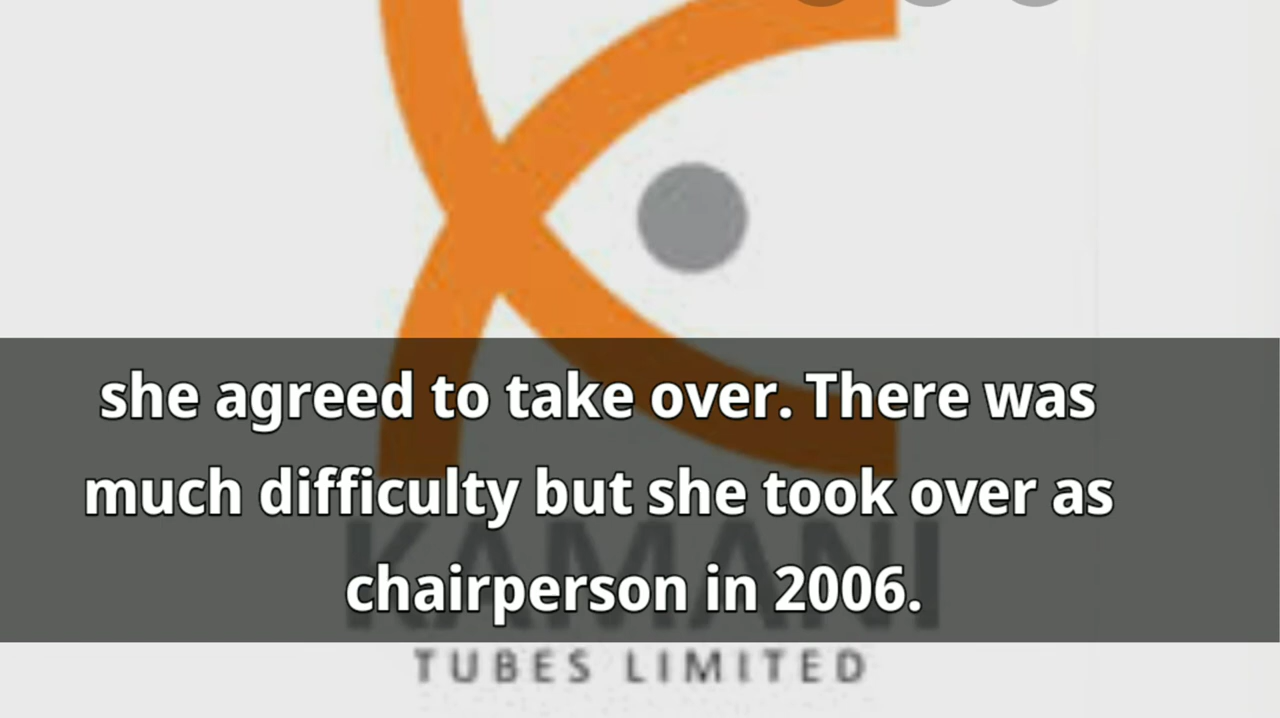 she agreed to take over. There was
much difficulty but she took over as
KAMANI
chairperson in 2006.
TUBES LIMITED